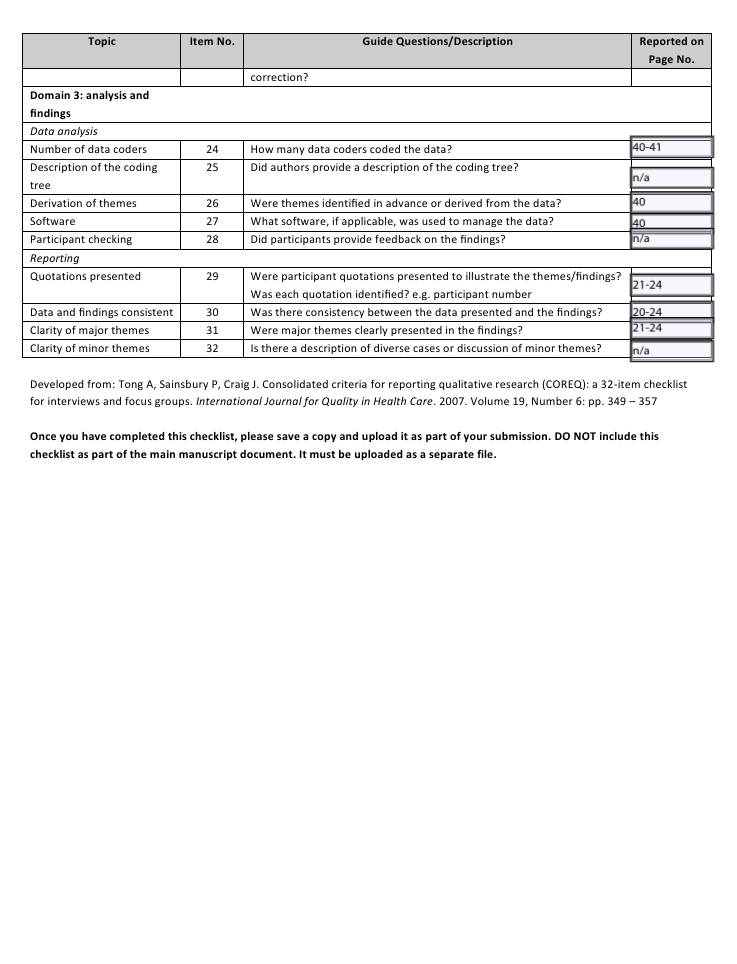 Topic Item No. Guide Questions/Description Reported on
Page No.
correction?
Domain 3: analysis and
findings
Data analysis
Number of data coders 24 How many data coders coded the data? 40-41
Description of the coding 25 Did authors provide a description of the coding tree? n/a
tree
Derivation of themes 26 Were themes identified in advance or derived from the data? 40
Software 27 What software, if applicable, was used to manage the data? 40
Participant checking 28 Did participants provide feedback on the findings? n/a
Reporting
Quotations presented 29 Were participant quotations presented to illustrate the themes/findings? 21-24
Was each quotation identified? e.g. participant number
Data and findings consistent 30 Was there consistency between the data presented and the findings? 20-24
Clarity of major themes 31 Were major themes clearly presented in the findings? 21-24
Clarity of minor themes 32 Is there a description of diverse cases or discussion of minor themes? n/a
Developed from: Tong A, Sainsbury P, Craig J. Consolidated criteria for reporting qualitative research (COREQ): a 32-item checklist
for interviews and focus groups. International Journal for Quality in Health Care. 2007. Volume 19, Number 6: pp. 349 – 357
Once you have completed this checklist, please save a copy and upload it as part of your submission. DO NOT include this
checklist as part of the main manuscript document. It must be uploaded as a separate file.